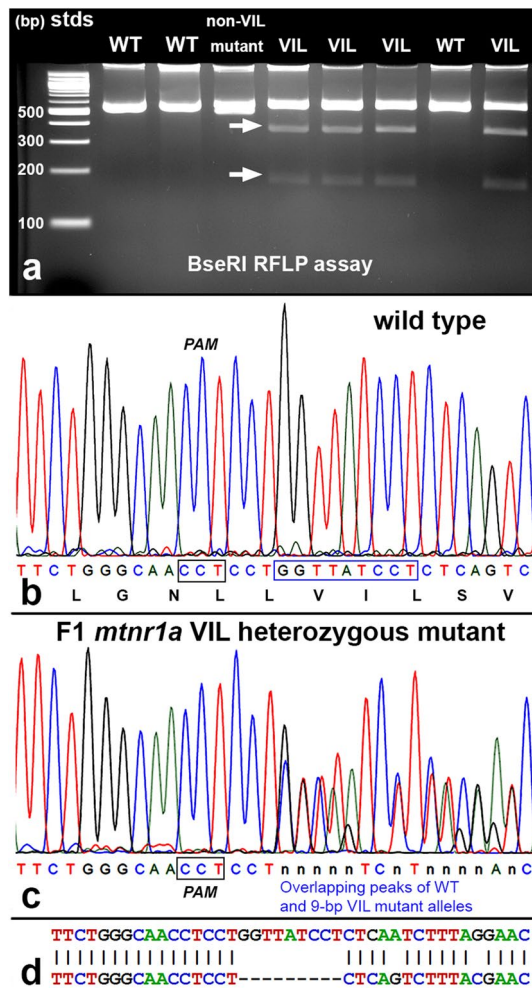 (bp) stds WT WT non-VIL mutant VIL VIL VIL WT VIL
500
300
200
100
a BseRI RFLP assay
wild type
PAM
TTCTGGGCAACCTCCTGGTTATCCTCTCAGTC
b L G N L L V I L S V
F1 mtnr1a VIL heterozygous mutant
TTCTGGGCAACCTCCTnnnnnTCnTnnnnAnC
c PAM Overlapping peaks of WT
and 9-bp VIL mutant alleles
TTCTGGGCAACCTCCTGGTTATCCTCTCAATCTTTAGGAAC
| | | | | | | | | | | | | | | | | | | | | | | | | | | | |
d TTCTGGGCAACCTCCT---------CTCAGTCTTTACGAAC